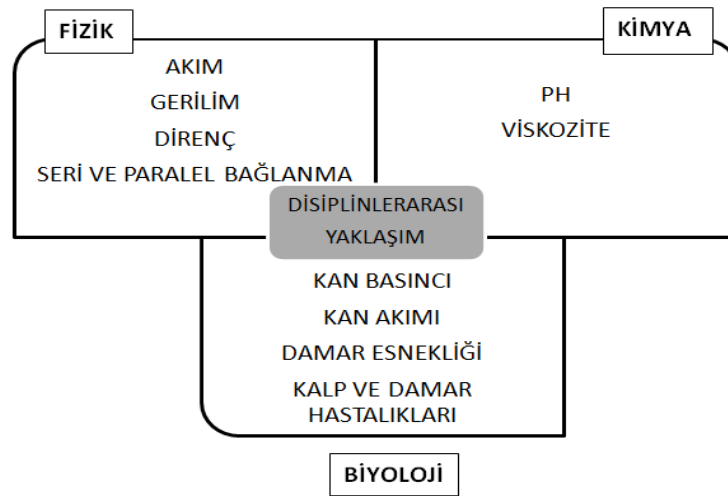 FİZİK
AKIM
GERİLİM
DİRENÇ
SERİ VE PARALEL BAĞLANMA
KİMYA
PH
VİSKOZİTE
DİSİPLİNLERARASI
YAKLAŞIM
KAN BASINCI
KAN AKIMI
DAMAR ESNEKLİĞİ
KALP VE DAMAR
HASTALIKLARI
BİYOLOJİ